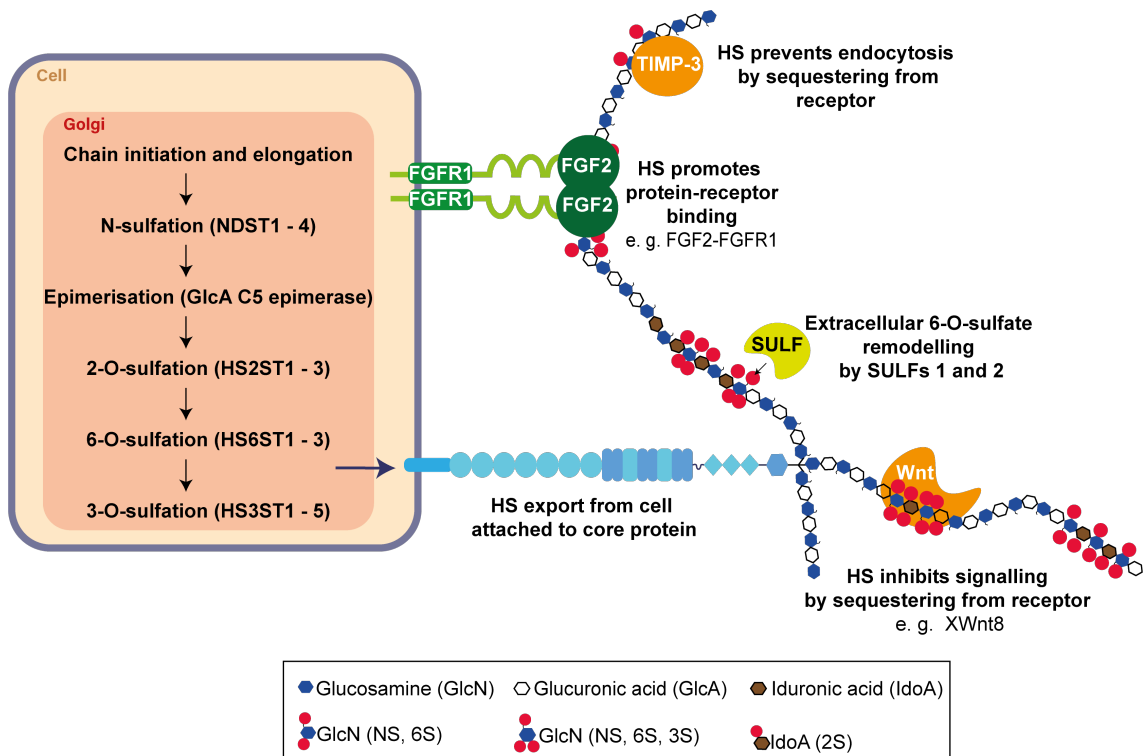 Cell
Golgi
Chain initiation and elongation
N-sulfation (NDST1 - 4)
Epimerisation (GlcA C5 epimerase)
2-O-sulfation (HS2ST1 - 3)
6-O-sulfation (HS6ST1 - 3)
3-O-sulfation (HS3ST1 - 5)
TIMP-3
HS prevents endocytosis
by sequestering from
receptor
FGFR1
FGFR1
FGF2
FGF2
HS promotes
protein-receptor
binding
e. g. FGF2-FGFR1
SULF
Extracellular 6-O-sulfate
remodelling
by SULFs 1 and 2
HS export from cell
attached to core protein
Wnt
HS inhibits signalling
by sequestering from receptor
e. g. XWnt8
Glucosamine (GlcN)
Glucuronic acid (GlcA)
Iduronic acid (IdoA)
GlcN (NS, 6S)
GlcN (NS, 6S, 3S)
IdoA (2S)